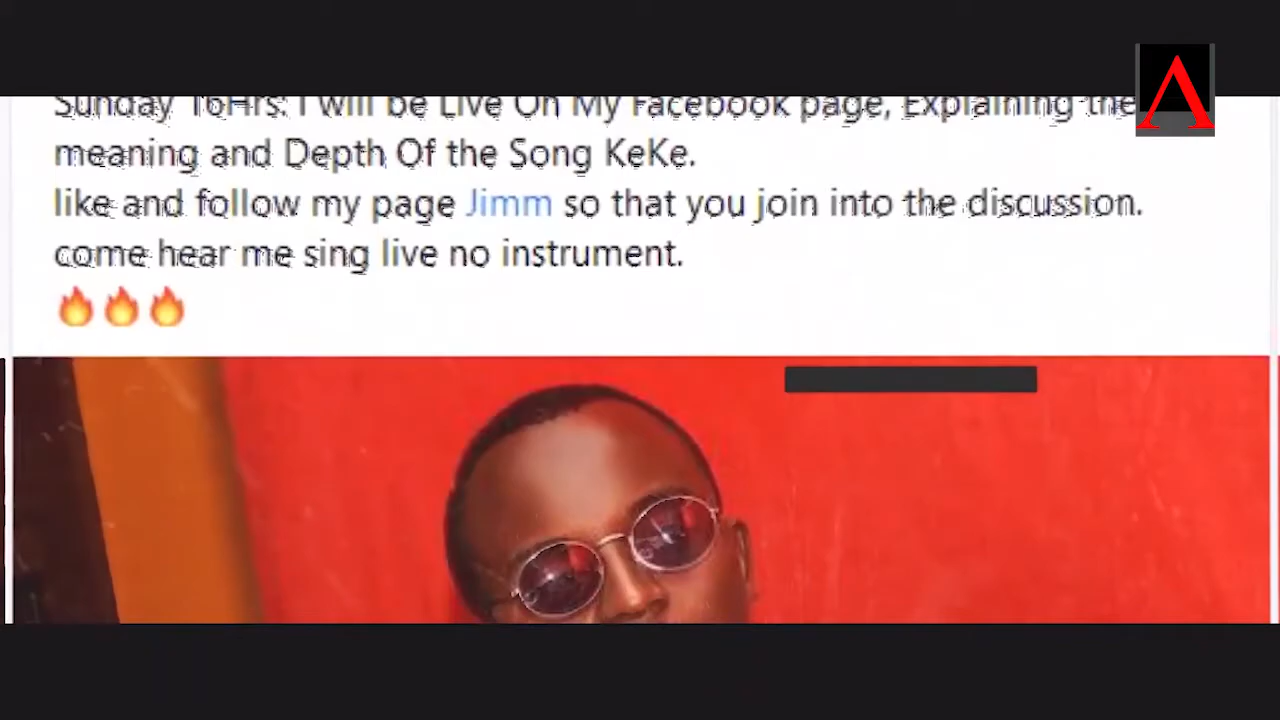 Sunday 16Hrs: I will be Live On My Facebook page, Explaining the
meaning and Depth Of the Song KeKe.
like and follow my page Jimm so that you join into the discussion.
come hear me sing live no instrument.
🔥🔥🔥